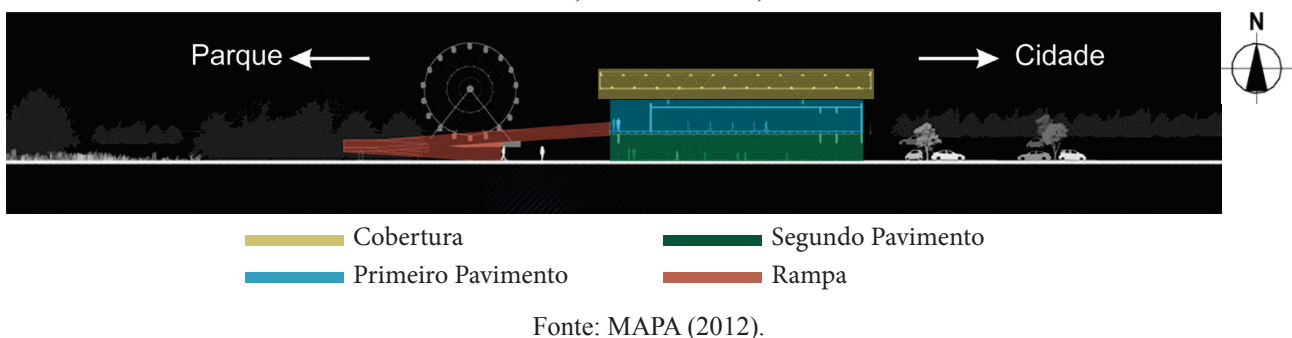 Parque
Cidade
N
Cobertura
Segundo Pavimento
Primeiro Pavimento
Rampa
Fonte: MAPA (2012).